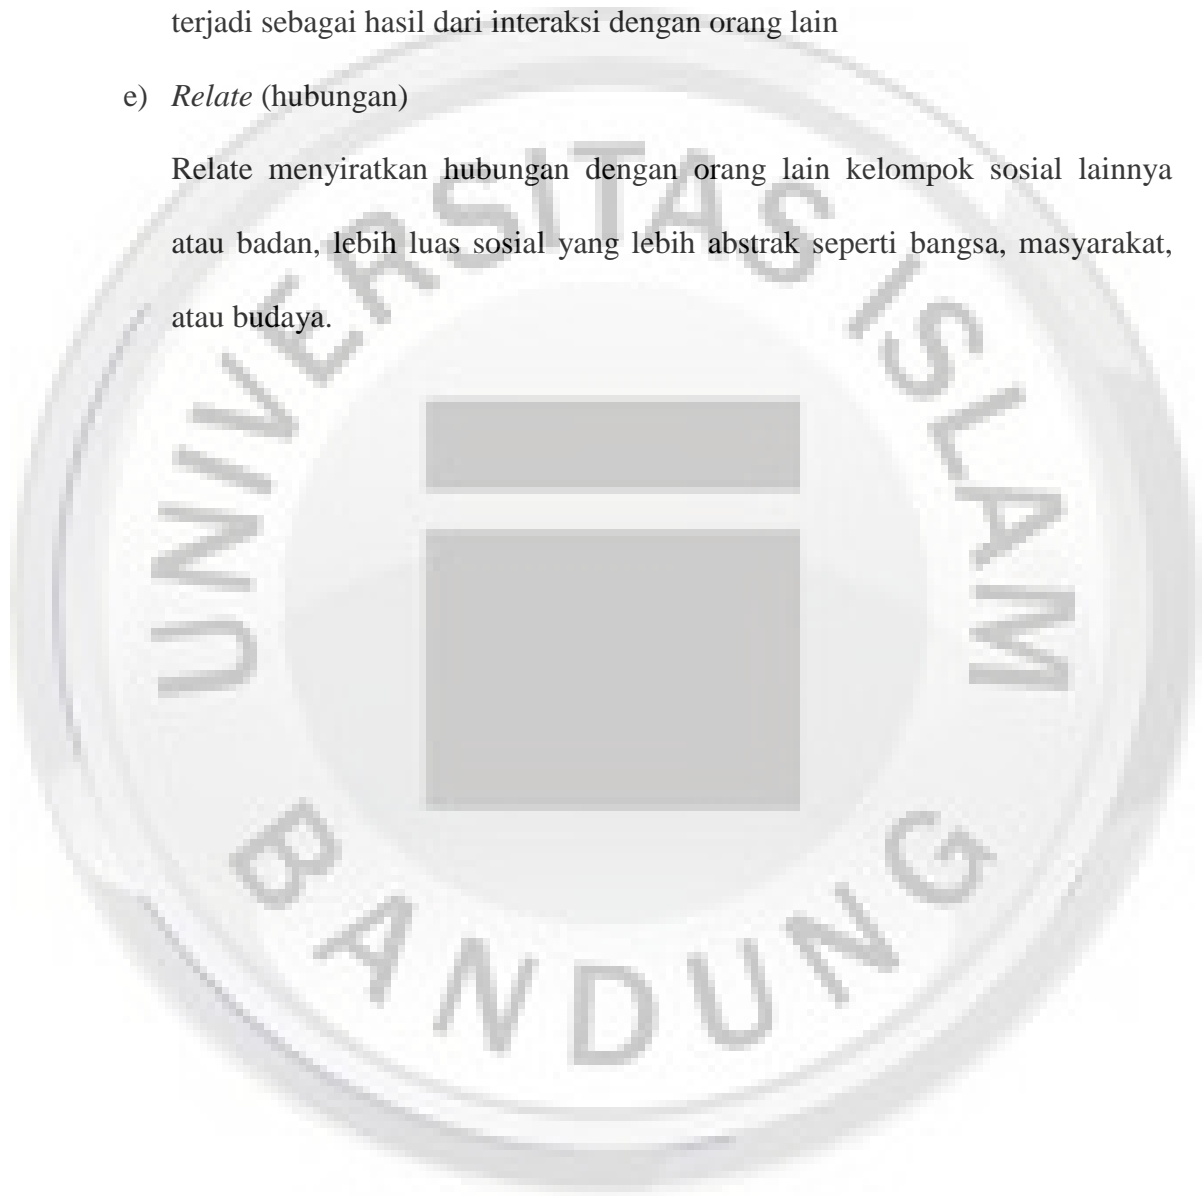 terjadi sebagai hasil dari interaksi dengan orang lain
e) Relate (hubungan)
Relate menyiratkan hubungan dengan orang lain kelompok sosial lainnya
atau badan, lebih luas sosial yang lebih abstrak seperti bangsa, masyarakat,
atau budaya.
UNIVERSITAS ISLAM
BANDUNG